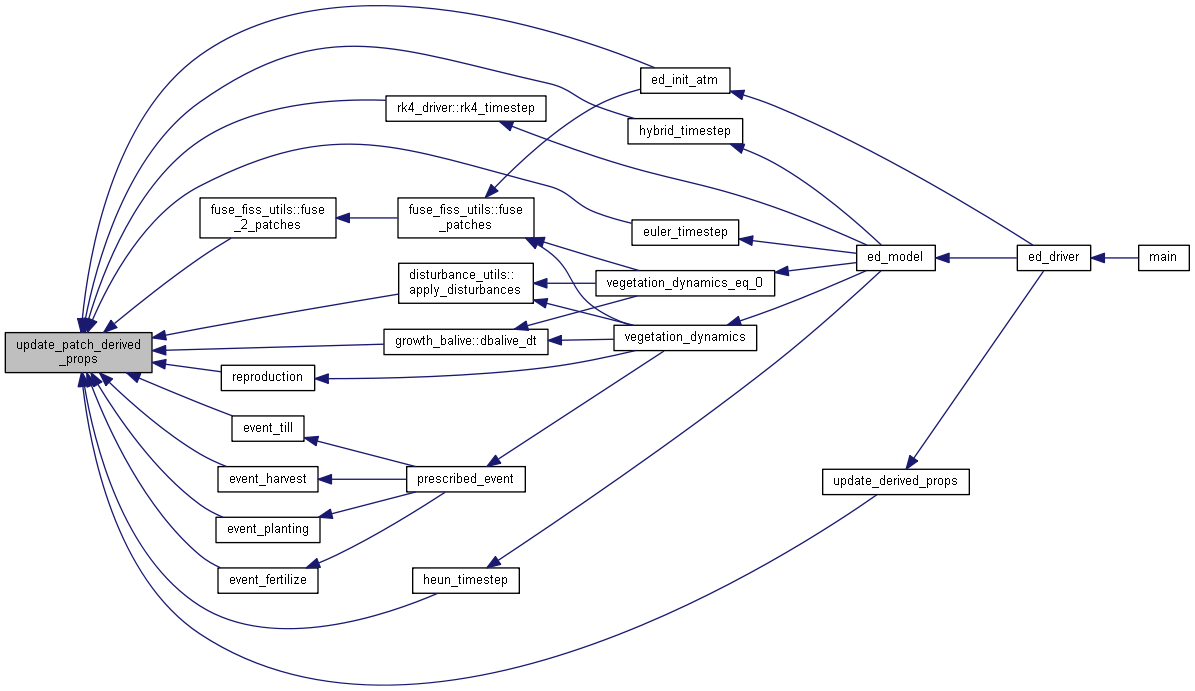 ed_init_atm
rk4_driver::rk4_timestep
hybrid_timestep
fuse_fiss_utils::fuse
_2_patches
fuse_fiss_utils::fuse
_patches
euler_timestep
ed_model
ed_driver
main
disturbance_utils::
apply_disturbances
vegetation_dynamics_eq_0
update_patch_derived
_props
growth_balive::dbalive_dt
vegetation_dynamics
reproduction
event_till
event_harvest
prescribed_event
update_derived_props
event_planting
event_fertilize
heun_timestep